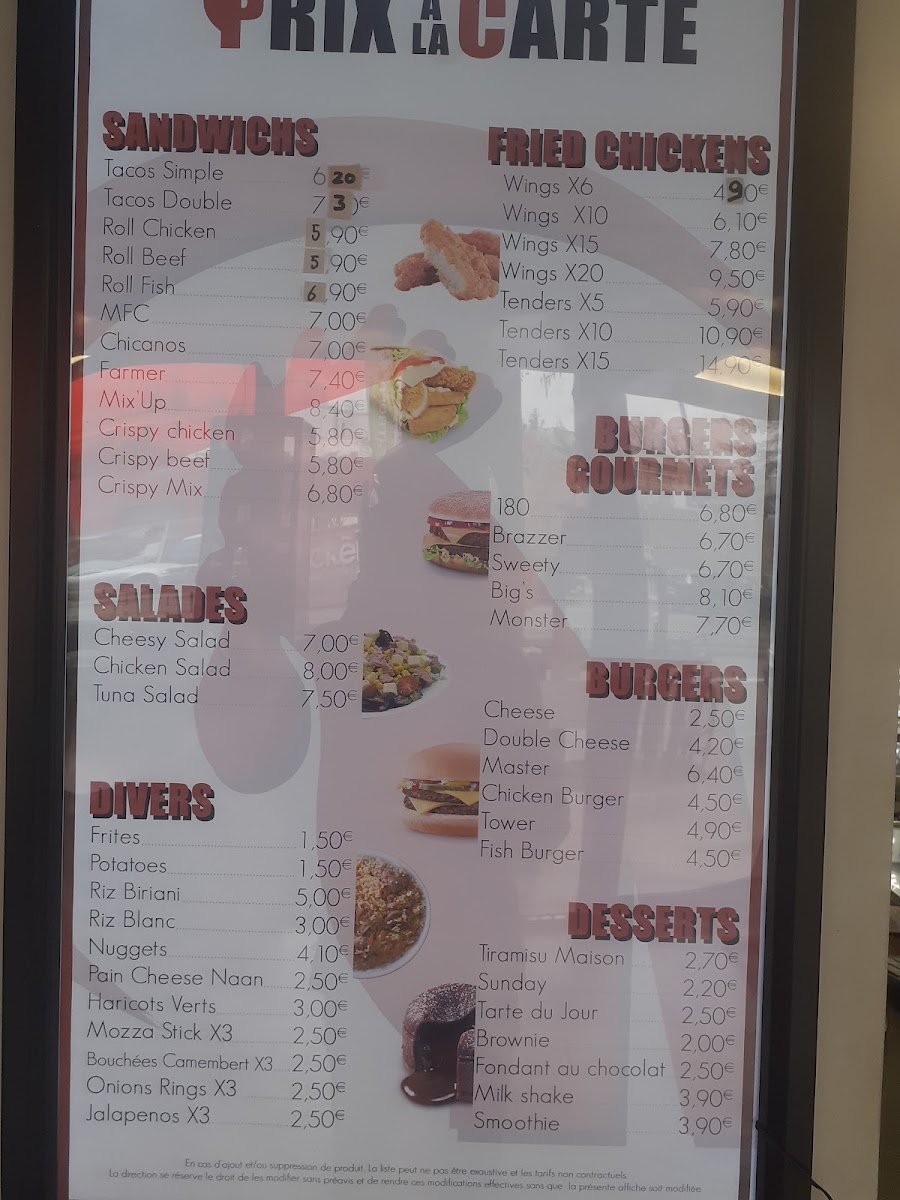 PRIX À LA CARTE
SANDWICHS
Tacos Simple 6 20 €
Tacos Double 7 30€
Roll Chicken 5,90€
Roll Beef 5,90€
Roll Fish 6,90€
MFC 7,00€
Chicanos 7,00€
Farmer 7,40€
Mix'Up 8,40€
Crispy chicken 5,80€
Crispy beef 5,80€
Crispy Mix 6,80€
SALADES
Cheesy Salad 7,00€
Chicken Salad 8,00€
Tuna Salad 7,50€
DIVERS
Frites 1,50€
Potatoes 1,50€
Riz Biriani 5,00€
Riz Blanc 3,00€
Nuggets 4,10€
Pain Cheese Naan 2,50€
Haricots Verts 3,00€
Mozza Stick X3 2,50€
Bouchées Camembert X3 2,50€
Onions Rings X3 2,50€
Jalapenos X3 2,50€
FRIED CHICKENS
Wings X6 4 90€
Wings X10 6,10€
Wings X15 7,80€
Wings X20 9,50€
Tenders X5 5,90€
Tenders X10 10,90€
Tenders X15 14,90€
BURGERS
GOURMETS
180 6,80€
Brazzer 6,70€
Sweety 6,70€
Big's 8,10€
Monster 7,70€
BURGERS
Cheese 2,50€
Double Cheese 4,20€
Master 6,40€
Chicken Burger 4,50€
Tower 4,90€
Fish Burger 4,50€
DESSERTS
Tiramisu Maison 2,70€
Sunday 2,20€
Tarte du Jour 2,50€
Brownie 2,00€
Fondant au chocolat 2,50€
Milk shake 3,90€
Smoothie 3,90€
En cas d'ajout et/ou suppression de produit. La liste peut ne pas être exaustive et les tarifs non contractuels.
La direction se réserve le droit de les modifier sans préavis et de rendre ces modifications effectives sans que la présente affiche soit modifiée